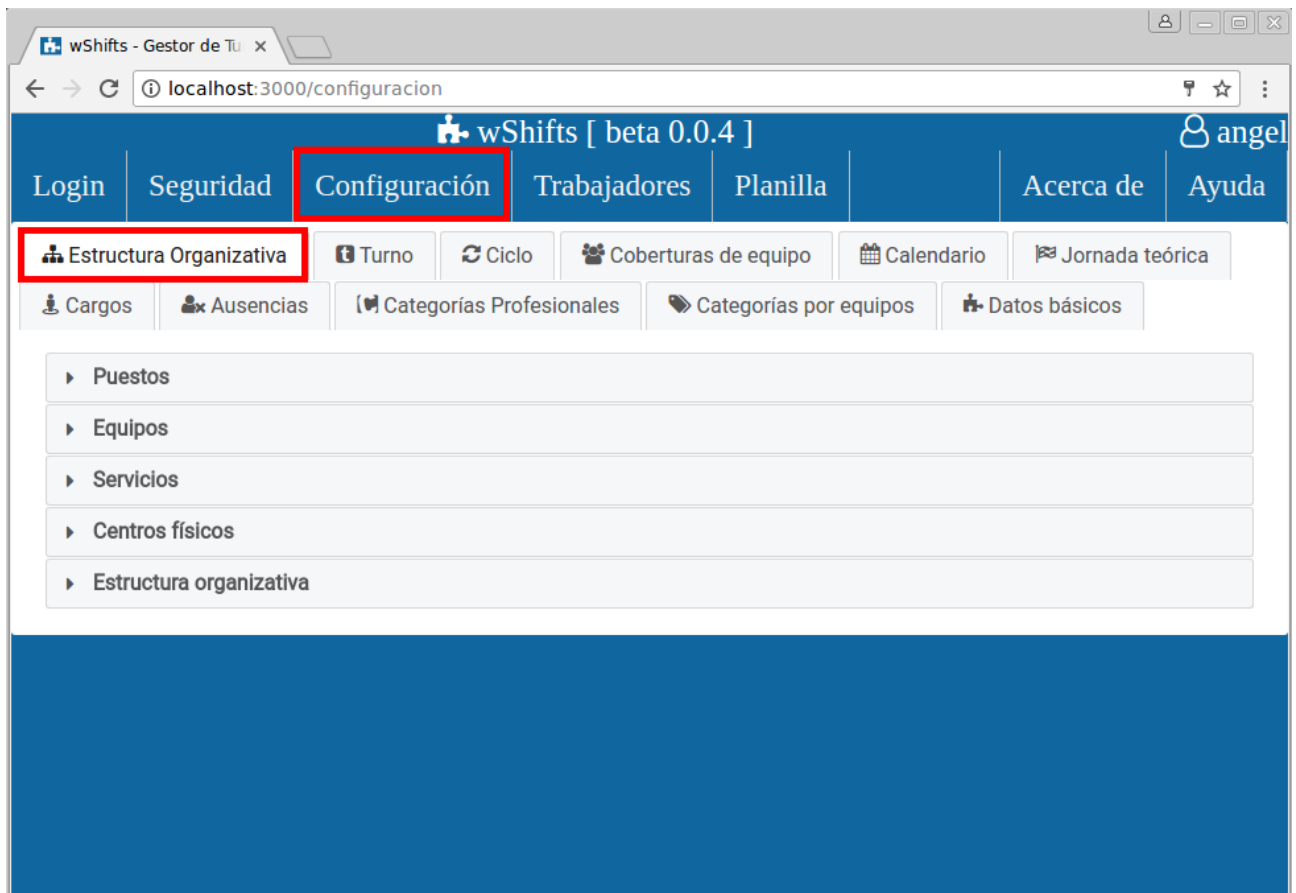 wShifts - Gestor de Tu
localhost:3000/configuracion
wShifts [ beta 0.0.4 ] angel
Login Seguridad Configuración Trabajadores Planilla Acerca de Ayuda
Estructura Organizativa Turno Ciclo Coberturas de equipo Calendario Jornada teórica
Cargos Ausencias Categorías Profesionales Categorías por equipos Datos básicos
Puestos
Equipos
Servicios
Centros físicos
Estructura organizativa